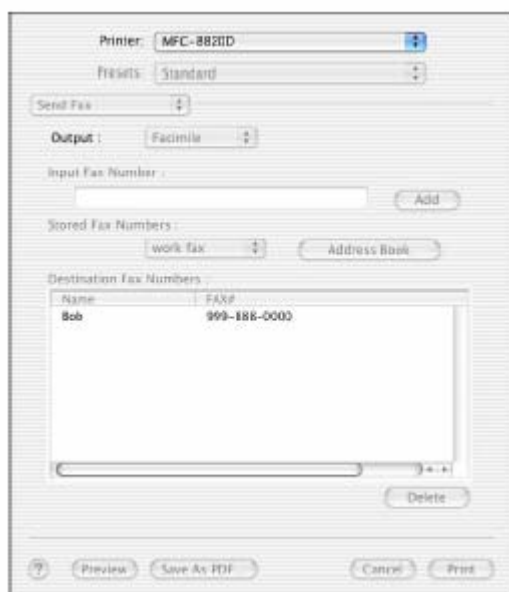 Printer: MFC-8820D
Presets: Standard
Send Fax
Output : Facimile
Input Fax Number :
Add
Stored Fax Numbers :
work fax Address Book
Destination Fax Numbers :
Name FAX#
Bob 999-888-0000
Delete
? Preview Save As PDF Cancel Print